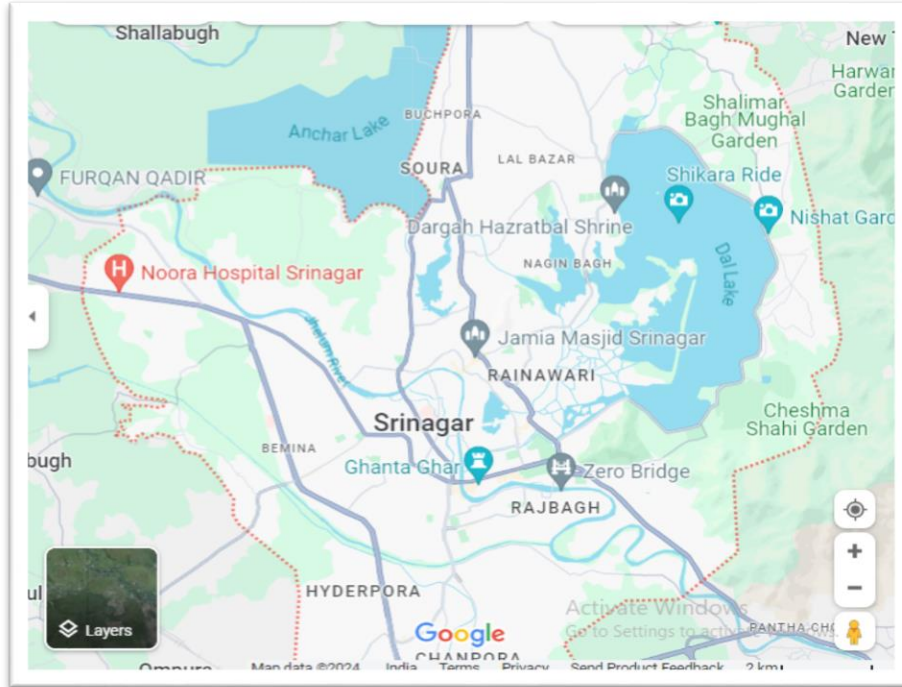 Shallabugh
New
Harwan
Garden
Shalimar
Bagh Mughal
Garden
BUCHPORA
Anchar Lake
SOURA
LAL BAZAR
Shikara Ride
FURQAN QADIR
Dargah Hazratbal Shrine
Nishat Gard
Dal Lake
NAGIN BAGH
Noora Hospital Srinagar
Jhelum River
Jamia Masjid Srinagar
RAINAWARI
Srinagar
Cheshma
Shahi Garden
BEMINA
bugh
Ghanta Ghar
Zero Bridge
RAJBAGH
HYDERPORA
Layers
Google
Activate Windows
Go to Settings to activate Windows.
PANTHA CHO
CHANPORA
Ompura
Map data ©2024
India
Terms
Privacy
Send Product Feedback
2 km